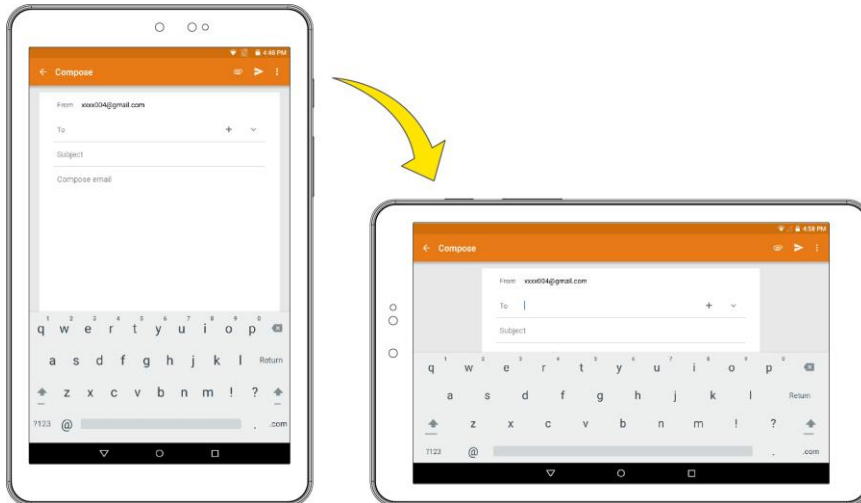 4:46 PM
Compose
From xxxx004@gmail.com
To +
Subject
Compose email
1 2 3 4 5 6 7 8 9 0
q w e r t y u i o p
a s d f g h j k l Return
z x c v b n m ! ?
?123 @ . .com
4:58 PM
Compose
From xxxx004@gmail.com
To +
Subject
1 2 3 4 5 6 7 8 9 0
q w e r t y u i o p
a s d f g h j k l Return
z x c v b n m ! ?
?123 @ . .com